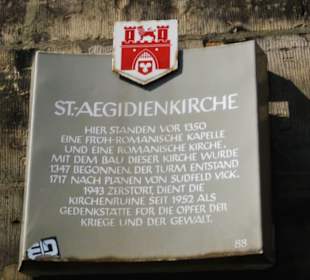 ST.-AEGIDIENKIRCHE
HIER STANDEN VOR 1350
EINE FRÜH-ROMANISCHE KAPELLE
UND EINE ROMANISCHE KIRCHE,
MIT DEM BAU DIESER KIRCHE WURDE
1347 BEGONNEN. DER TURM ENTSTAND
1717 NACH PLÄNEN VON SUDFELD VICK.
1943 ZERSTÖRT, DIENT DIE
KIRCHENRUINE SEIT 1952 ALS
GEDENKSTÄTTE FÜR DIE OPFER DER
KRIEGE UND DER GEWALT.
88